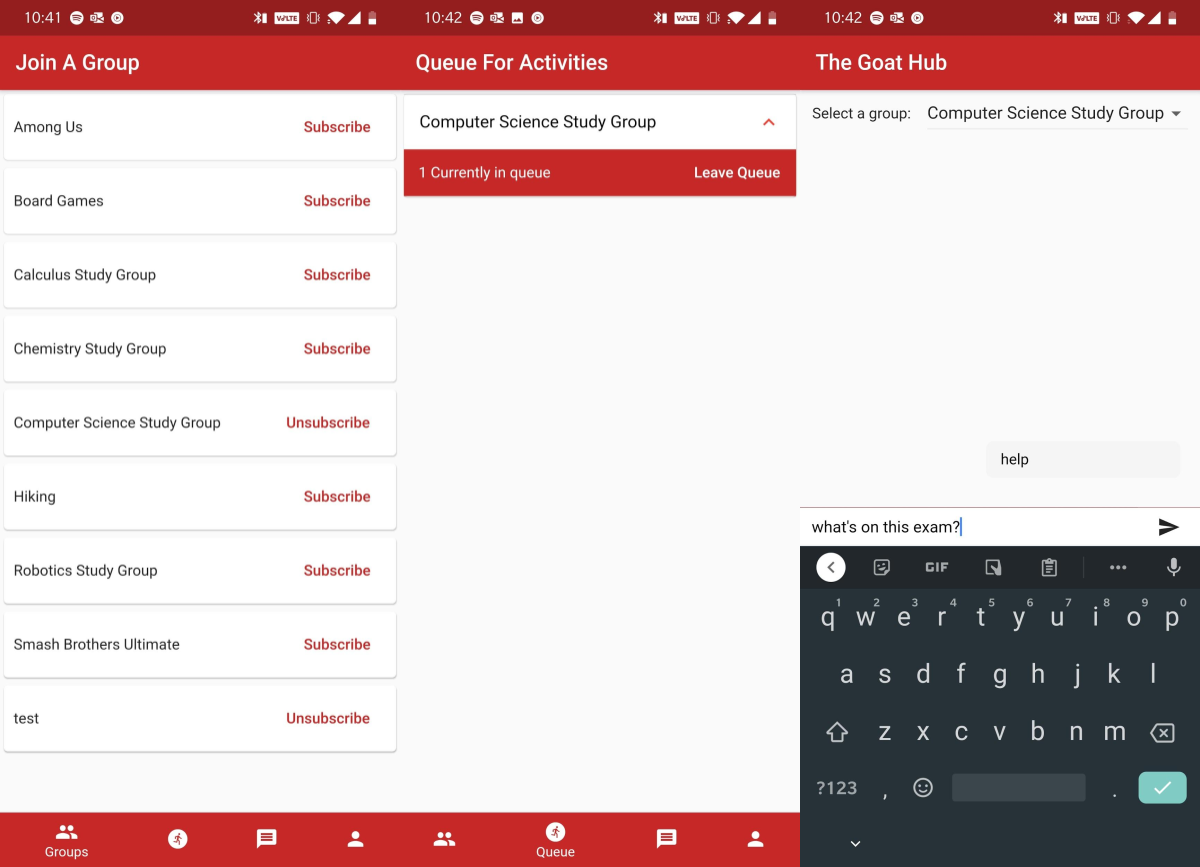 10:41
VoLTE
Join A Group
Among Us Subscribe
Board Games Subscribe
Calculus Study Group Subscribe
Chemistry Study Group Subscribe
Computer Science Study Group Unsubscribe
Hiking Subscribe
Robotics Study Group Subscribe
Smash Brothers Ultimate Subscribe
test Unsubscribe
Groups
10:42
VoLTE
Queue For Activities
Computer Science Study Group
1 Currently in queue Leave Queue
Queue
10:42
VoLTE
The Goat Hub
Select a group: Computer Science Study Group
help
what's on this exam?
GIF
1 2 3 4 5 6 7 8 9 0
q w e r t y u i o p
a s d f g h j k l
z x c v b n m
?123 , .